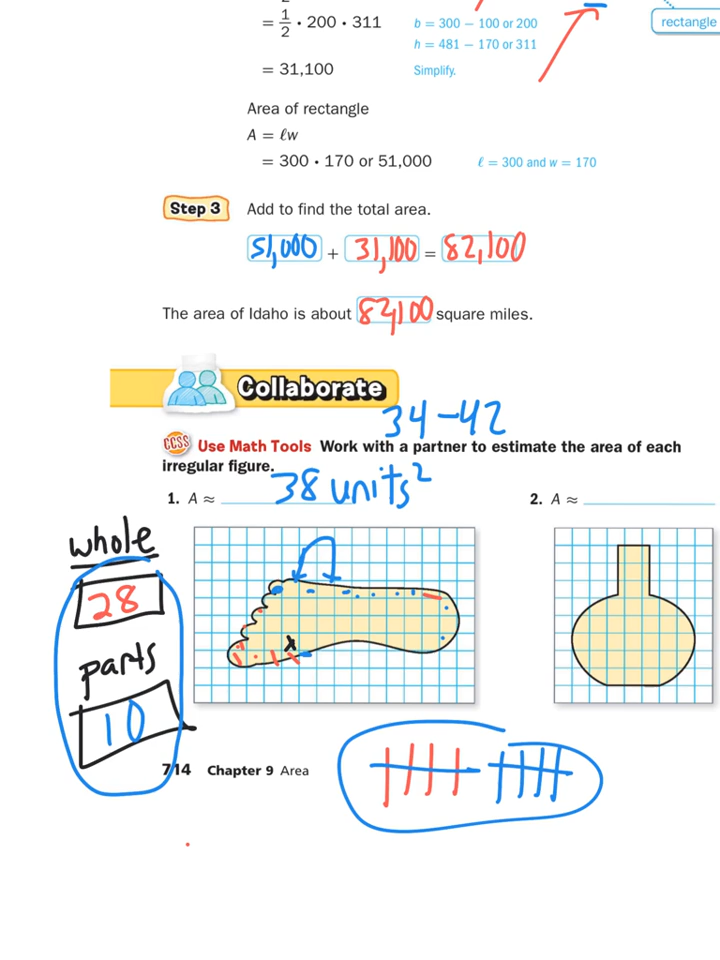 = 1/2 • 200 • 311
b = 300 − 100 or 200
h = 481 − 170 or 311
rectangle
= 31,100
Simplify.
Area of rectangle
A = ℓw
= 300 • 170 or 51,000
ℓ = 300 and w = 170
Step 3 Add to find the total area.
51,000 + 31,100 = 82,100
The area of Idaho is about 82,100 square miles.
Collaborate
34-42
CCSS Use Math Tools Work with a partner to estimate the area of each
irregular figure.
1. A ≈ 38 units²
2. A ≈
whole
28
parts
10
x
714 Chapter 9 Area